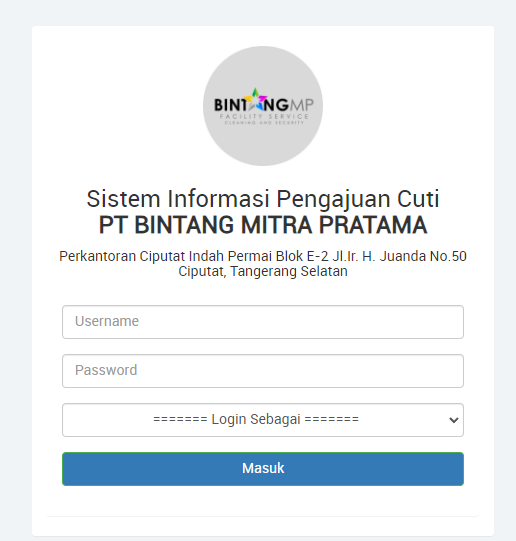 BINTANGMP
FACILITY SERVICE
CLEANING AND SECURITY
Sistem Informasi Pengajuan Cuti
PT BINTANG MITRA PRATAMA
Perkantoran Ciputat Indah Permai Blok E-2 Jl.Ir. H. Juanda No.50
Ciputat, Tangerang Selatan
Username
Password
======= Login Sebagai =======
Masuk